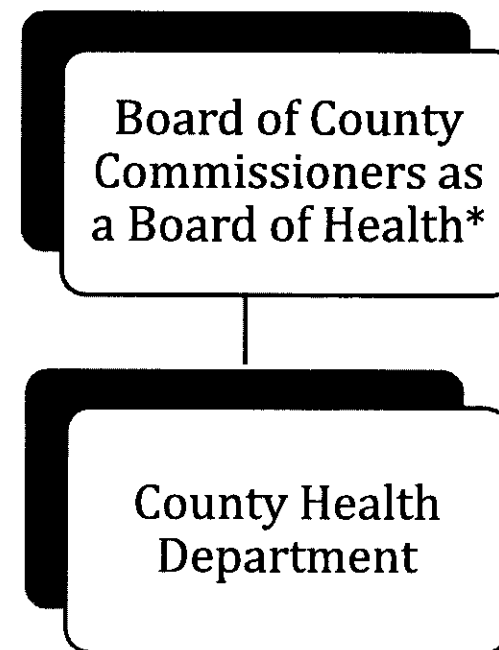 Board of County
Commissioners as
a Board of Health*
County Health
Department